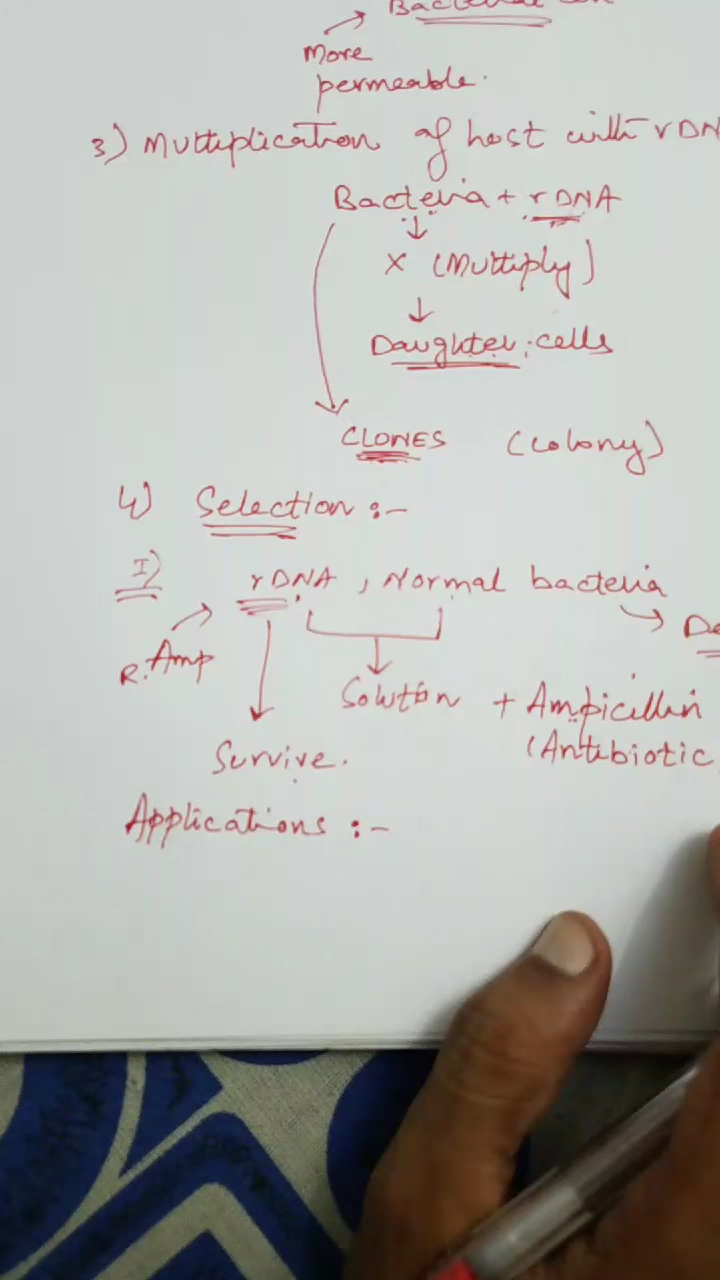 More
permeable.
3) Multiplication of host with rDN
Bacteria + rDNA
x (Multiply)
Daughter cells
CLONES (Colony)
4) Selection :-
I) rDNA, Normal bacteria
R. Amp
Solution + Ampicillin
(Antibiotic
Survive.
Applications :-